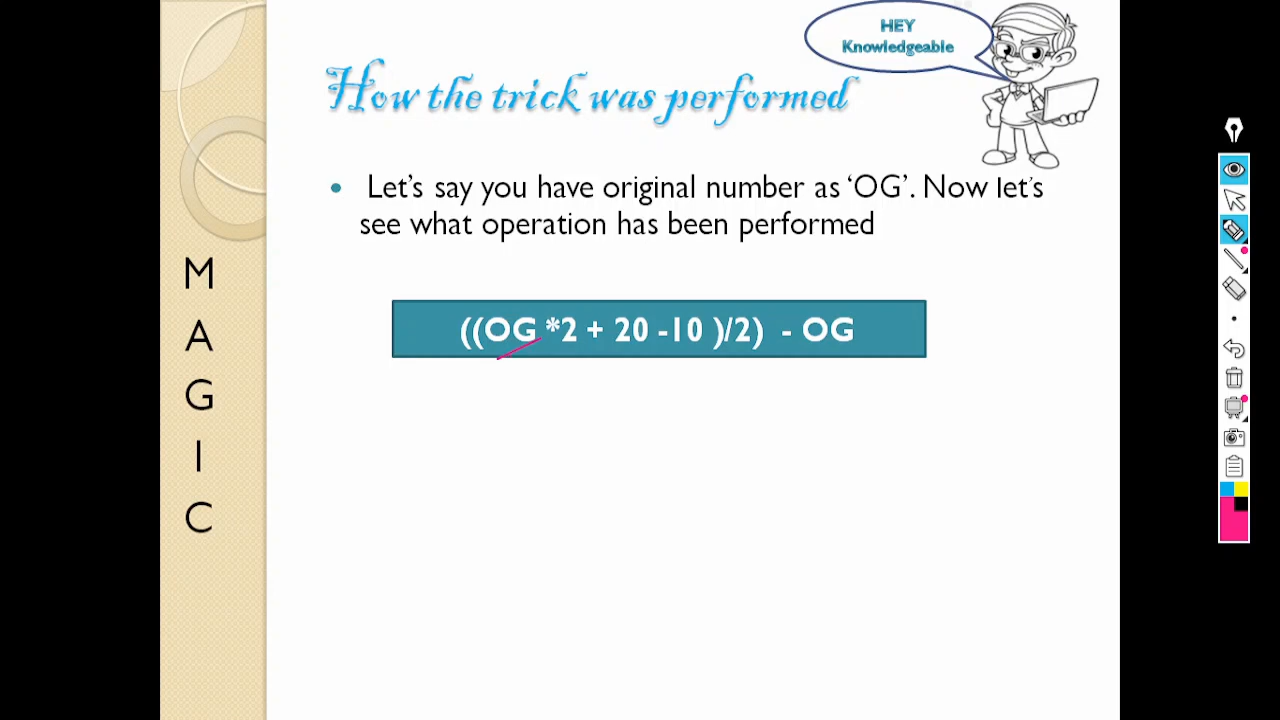 HEY
Knowledgeable
How the trick was performed
• Let’s say you have original number as ‘OG’. Now let’s
see what operation has been performed
((OG *2 + 20 -10 )/2) - OG
M
A
G
I
C